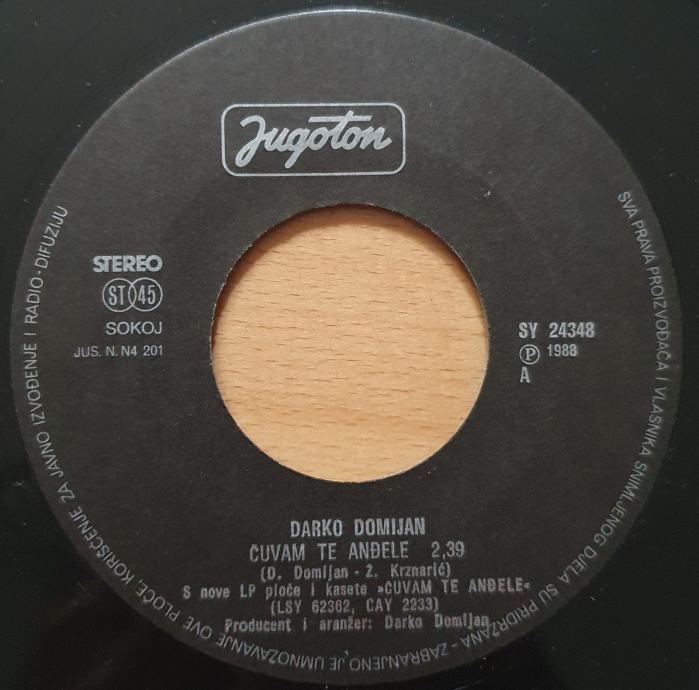 Jugoton
STEREO
ST 45
SOKOJ
JUS. N. N4 201
SY 24348
Ⓟ 1988
A
DARKO DOMIJAN
ČUVAM TE ANĐELE 2,39
(D. Domijan - Ž. Krznarić)
S nove LP ploče i kasete »ČUVAM TE ANĐELE«
(LSY 62362, CAY 2233)
Producent i aranžer: Darko Domijan
SVA PRAVA PROIZVOĐAČA I VLASNIKA SNIMLJENOG DJELA SU PRIDRŽANA - ZABRANJENO JE UMNOŽAVANJE OVE PLOČE, KORIŠĆENJE ZA JAVNO IZVOĐENJE I RADIO-DIFUZIJU